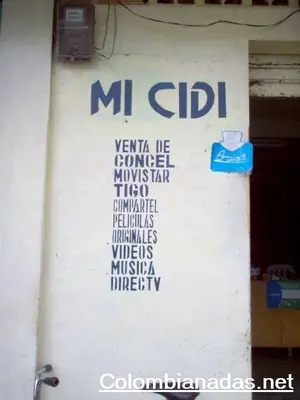 MI CIDI
VENTA DE
CONCEL
MOVISTAR
TIGO
COMPARTEL
PELICULAS
ORIGINALES
VIDEOS
MUSICA
DIRECTV
Colombianadas.net